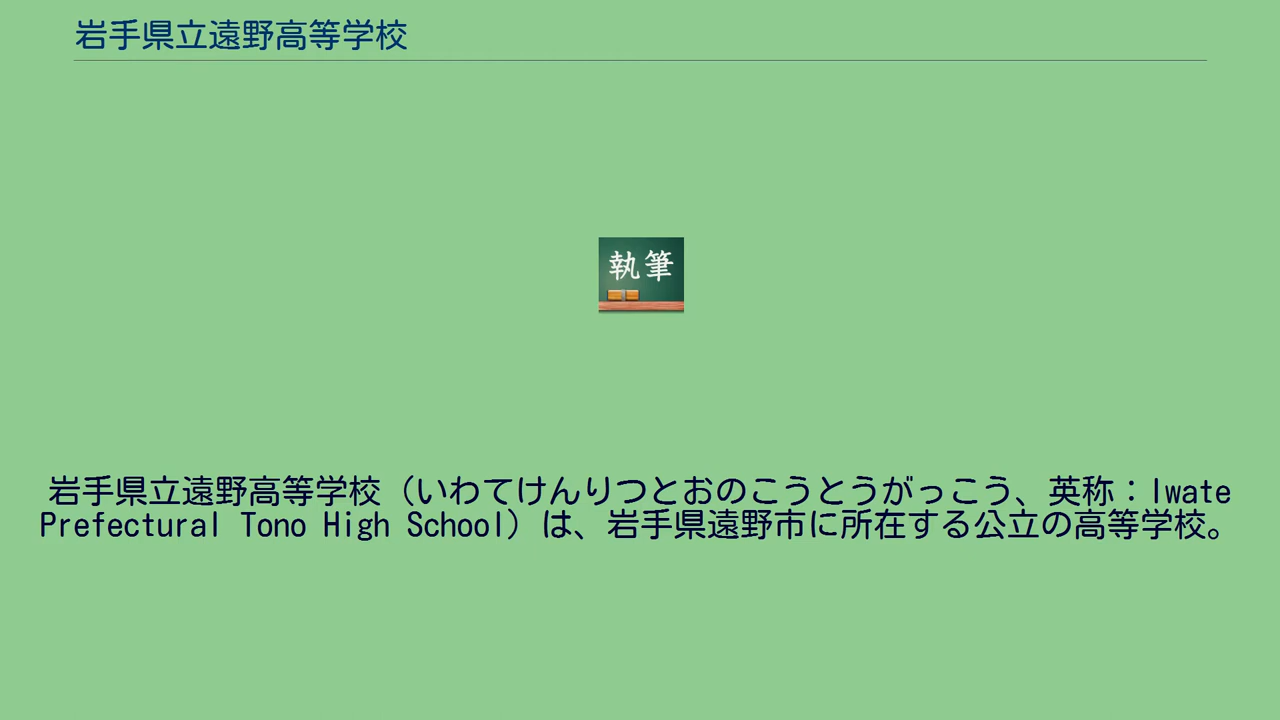 岩手県立遠野高等学校
執筆
岩手県立遠野高等学校（いわてけんりつとおのこうとうがっこう、英称：Iwate
Prefectural Tono High School）は、岩手県遠野市に所在する公立の高等学校。